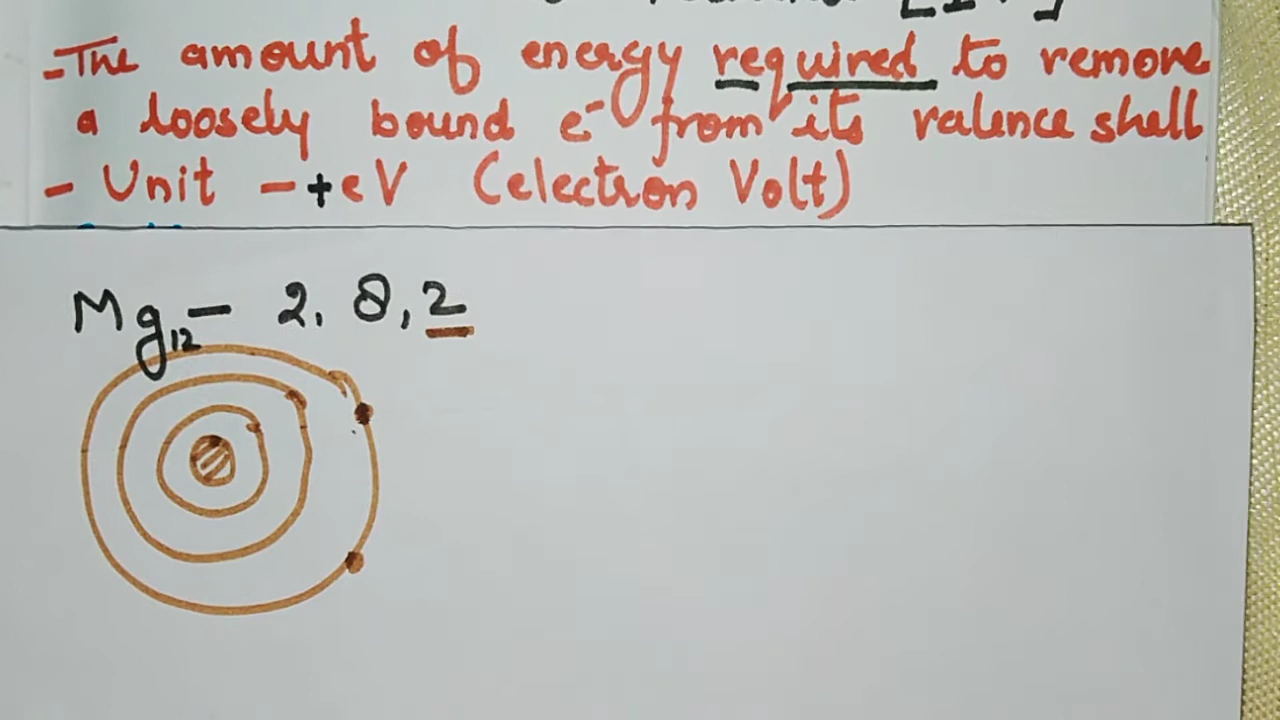 -The amount of energy required to remove
a loosely bound e⁻ from its valence shell
- Unit - +eV (electron Volt)
Mg₁₂- 2, 8, 2